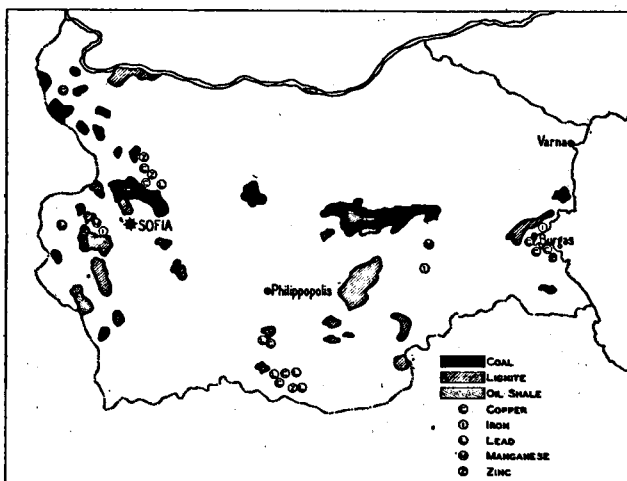 Varna
SOFIA
Burgas
Philippopolis
COAL
LIGNITE
OIL SHALE
COPPER
IRON
LEAD
MANGANESE
ZINC